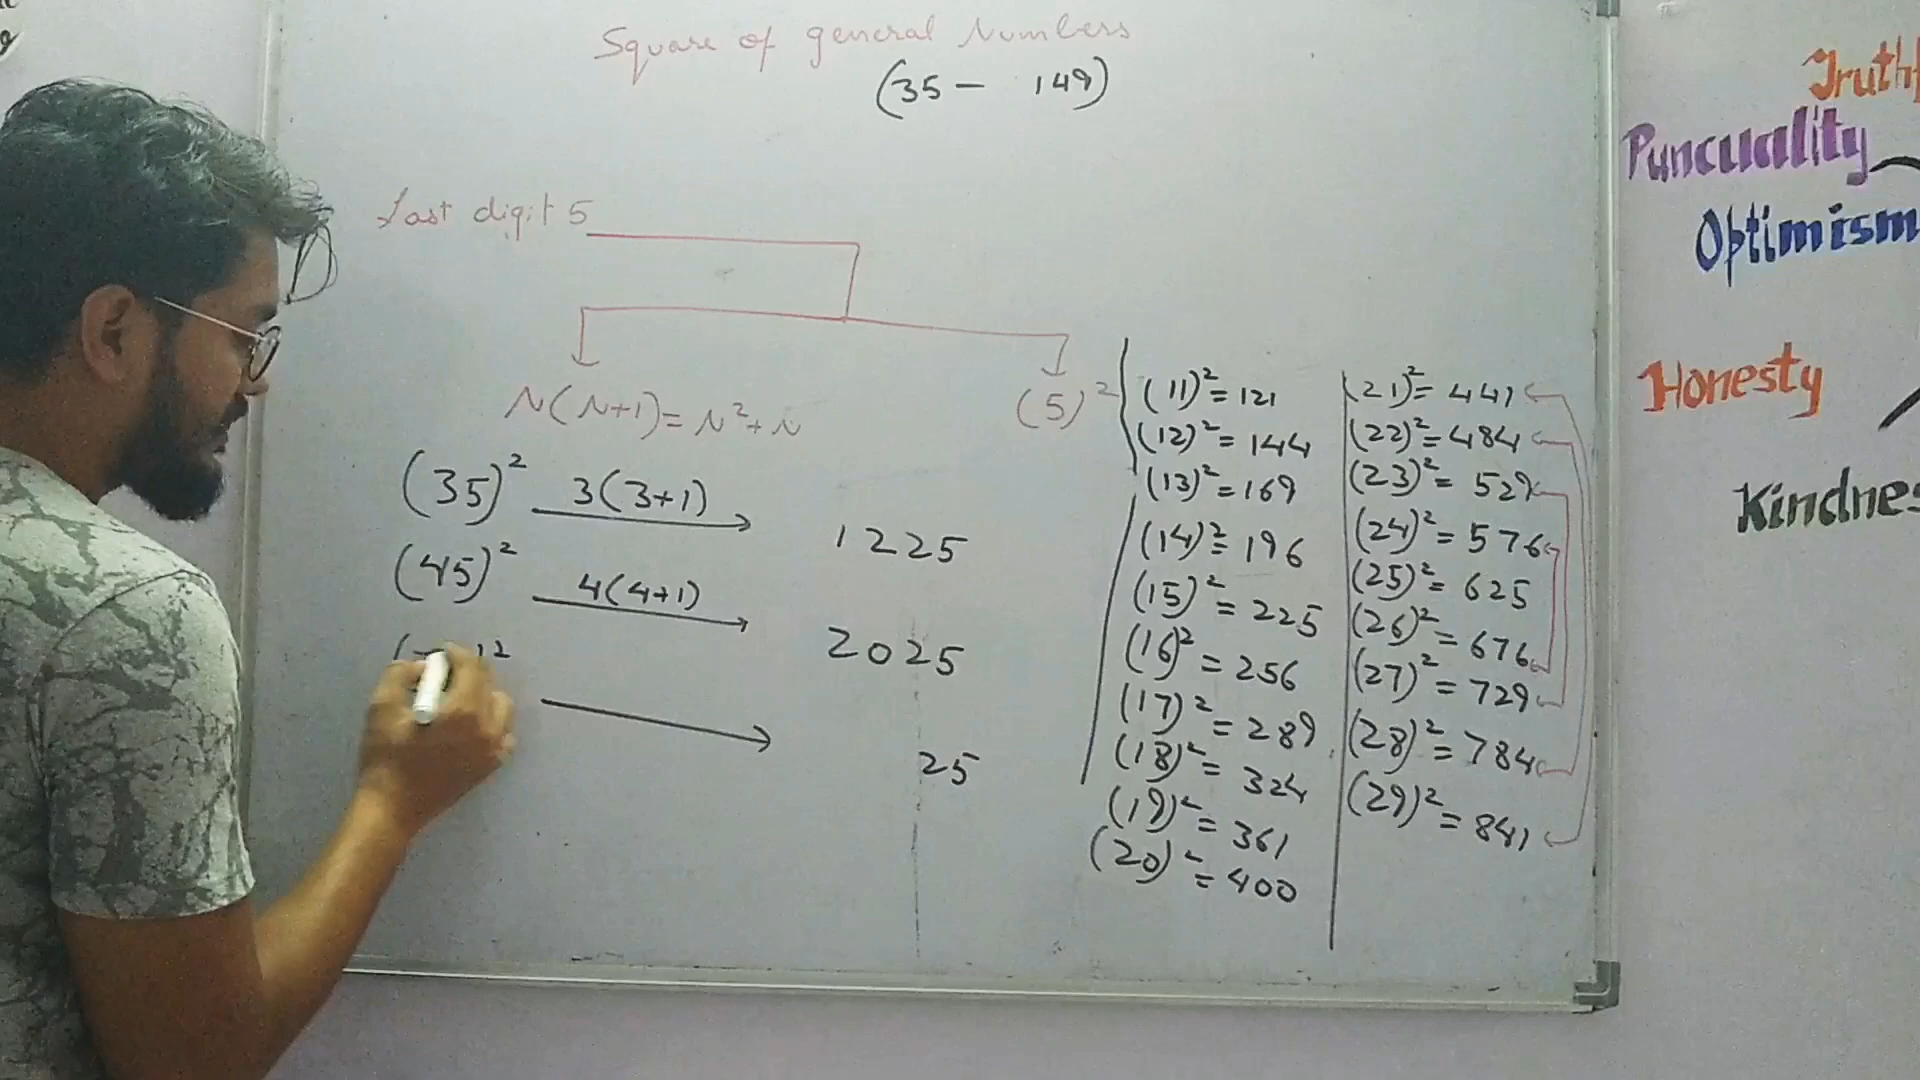 Square of general Numbers
(35 - 149)
Last digit 5
N(N+1) = N² + N
(5)²
(35)² 3(3+1) 1225
(45)² 4(4+1) 2025
25
(11)² = 121
(12)² = 144
(13)² = 169
(14)² = 196
(15)² = 225
(16)² = 256
(17)² = 289
(18)² = 324
(19)² = 361
(20)² = 400
(21)² = 441
(22)² = 484
(23)² = 529
(24)² = 576
(25)² = 625
(26)² = 676
(27)² = 729
(28)² = 784
(29)² = 841
Puncuality
Optimism
Honesty